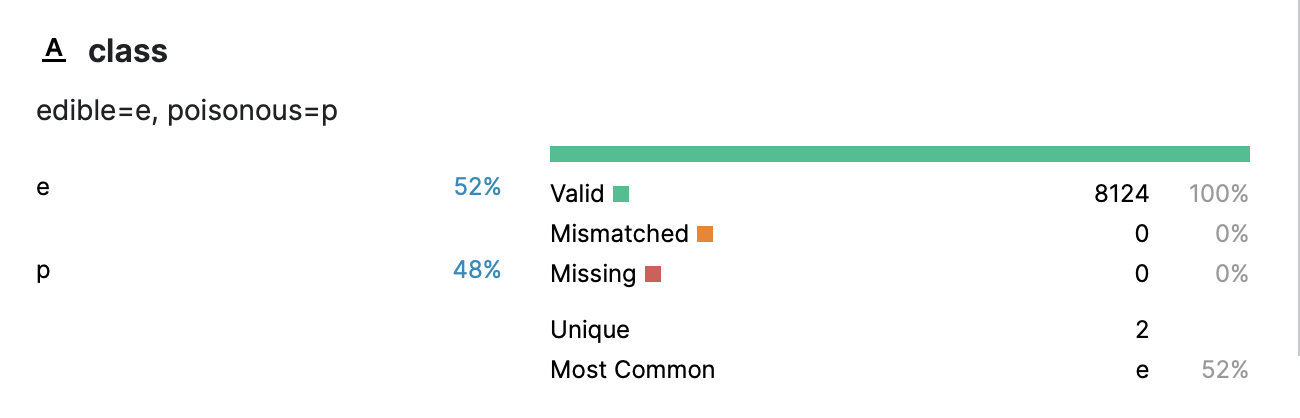 A class
edible=e, poisonous=p
e 52%
p 48%
Valid 8124 100%
Mismatched 0 0%
Missing 0 0%
Unique 2
Most Common e 52%